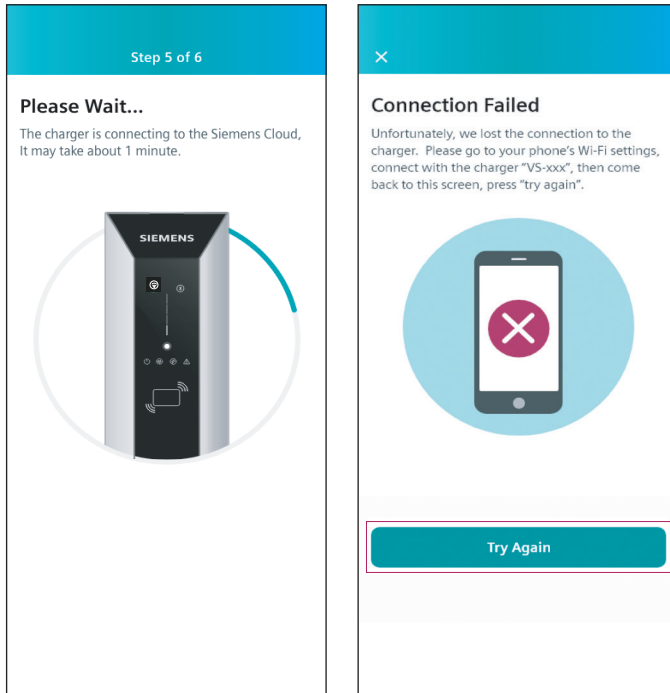 Step 5 of 6
Please Wait...
The charger is connecting to the Siemens Cloud,
It may take about 1 minute.
SIEMENS
Connection Failed
Unfortunately, we lost the connection to the
charger.  Please go to your phone's Wi-Fi settings,
connect with the charger "VS-xxx", then come
back to this screen, press "try again".
Try Again